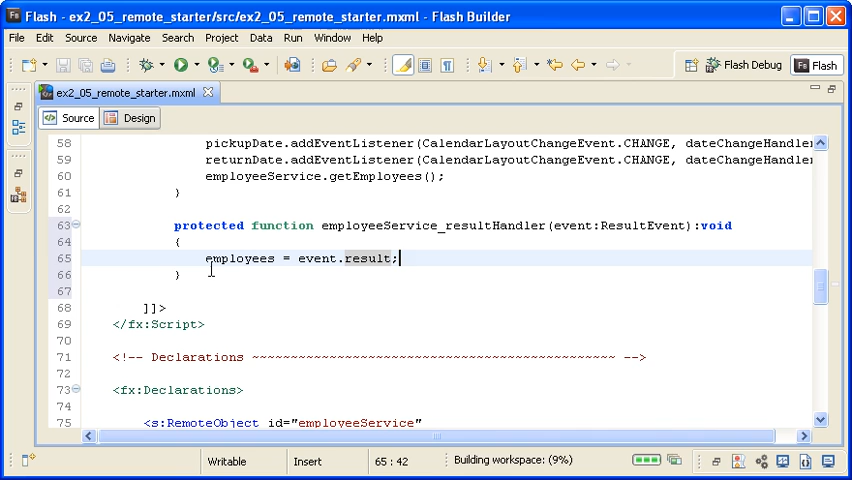 Flash - ex2_05_remote_starter/src/ex2_05_remote_starter.mxml - Flash Builder
File Edit Source Navigate Search Project Data Run Window Help
Flash Debug Flash
ex2_05_remote_starter.mxml
Source Design
58 pickupDate.addEventListener(CalendarLayoutChangeEvent.CHANGE, dateChangeHandler
59 returnDate.addEventListener(CalendarLayoutChangeEvent.CHANGE, dateChangeHandler
60 employeeService.getEmployees();
61 }
62
63 protected function employeeService_resultHandler(event:ResultEvent):void
64 {
65 employees = event.result;
66 }
67
68 ]]>
69 </fx:Script>
70
71 <!-- Declarations ~~~~~~~~~~~~~~~~~~~~~~~~~~~~~~~~~~~~~~~~~~~~~~~ -->
72
73 <fx:Declarations>
74
75 <s:RemoteObject id="employeeService"
Writable Insert 65 : 42 Building workspace: (9%)